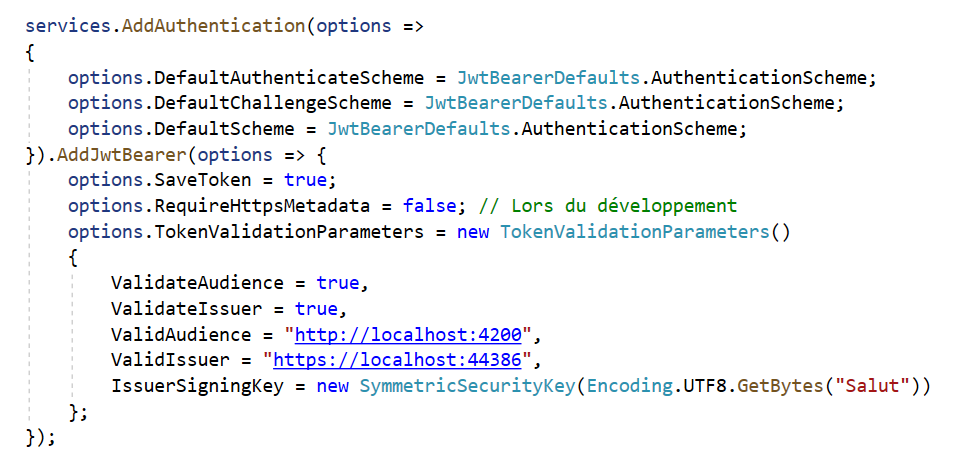 services.AddAuthentication(options =>
{
    options.DefaultAuthenticateScheme = JwtBearerDefaults.AuthenticationScheme;
    options.DefaultChallengeScheme = JwtBearerDefaults.AuthenticationScheme;
    options.DefaultScheme = JwtBearerDefaults.AuthenticationScheme;
}).AddJwtBearer(options => {
    options.SaveToken = true;
    options.RequireHttpsMetadata = false; // Lors du développement
    options.TokenValidationParameters = new TokenValidationParameters()
    {
        ValidateAudience = true,
        ValidateIssuer = true,
        ValidAudience = "http://localhost:4200",
        ValidIssuer = "https://localhost:44386",
        IssuerSigningKey = new SymmetricSecurityKey(Encoding.UTF8.GetBytes("Salut"))
    };
});